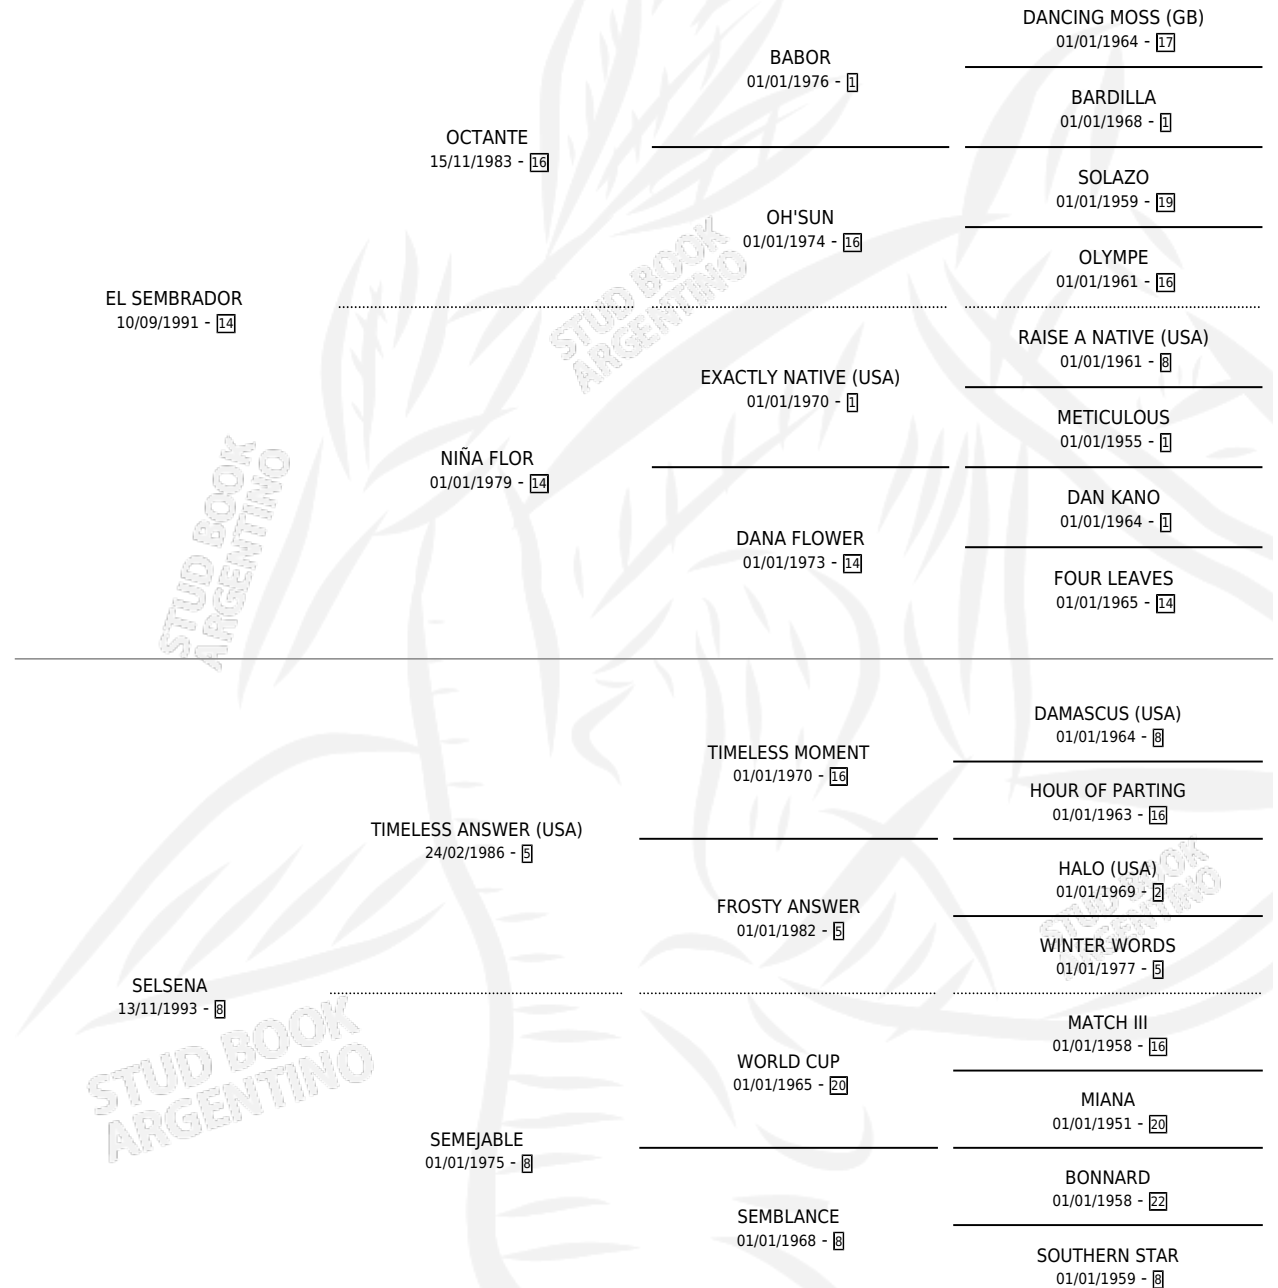 DANCING MOSS (GB)
01/01/1964 - 17
BABOR
01/01/1976 - 1
BARDILLA
01/01/1968 - 1
OCTANTE
15/11/1983 - 16
SOLAZO
01/01/1959 - 19
OH'SUN
01/01/1974 - 16
OLYMPE
01/01/1961 - 16
EL SEMBRADOR
10/09/1991 - 14
RAISE A NATIVE (USA)
01/01/1961 - 8
EXACTLY NATIVE (USA)
01/01/1970 - 1
METICULOUS
01/01/1955 - 1
NIÑA FLOR
01/01/1979 - 14
DAN KANO
01/01/1964 - 1
DANA FLOWER
01/01/1973 - 14
FOUR LEAVES
01/01/1965 - 14
DAMASCUS (USA)
01/01/1964 - 8
TIMELESS MOMENT
01/01/1970 - 16
HOUR OF PARTING
01/01/1963 - 16
TIMELESS ANSWER (USA)
24/02/1986 - 5
HALO (USA)
01/01/1969 - 2
FROSTY ANSWER
01/01/1982 - 5
WINTER WORDS
01/01/1977 - 5
SELSENA
13/11/1993 - 8
MATCH III
01/01/1958 - 16
WORLD CUP
01/01/1965 - 20
MIANA
01/01/1951 - 20
SEMEJABLE
01/01/1975 - 8
BONNARD
01/01/1958 - 22
SEMBLANCE
01/01/1968 - 8
SOUTHERN STAR
01/01/1959 - 8
STUD BOOK
ARGENTINO
STUD BOOK
ARGENTINO
STUD BOOK
ARGENTINO
STUD BOOK
ARGENTINO